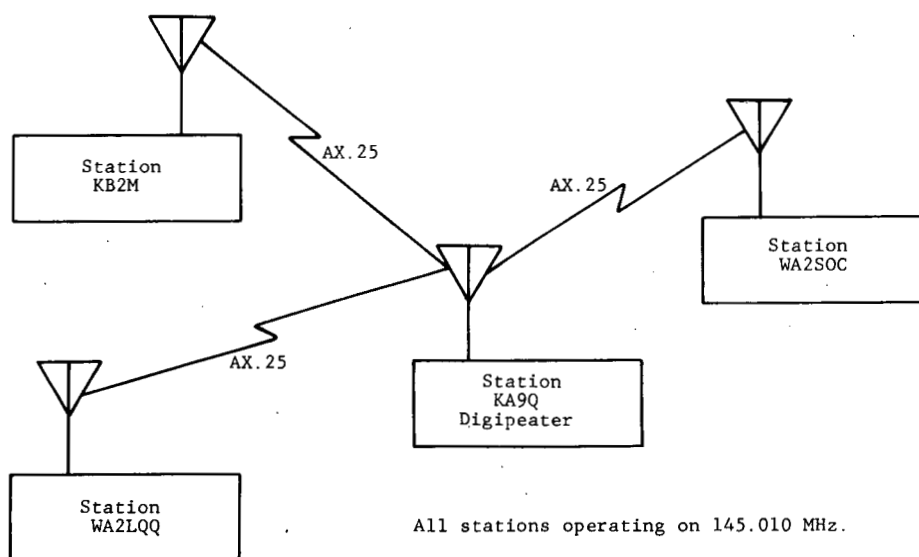 Station
KB2M
AX.25
AX.25
Station
WA2SOC
AX.25
Station
KA9Q
Digipeater
Station
WA2LQQ
All stations operating on 145.010 MHz.